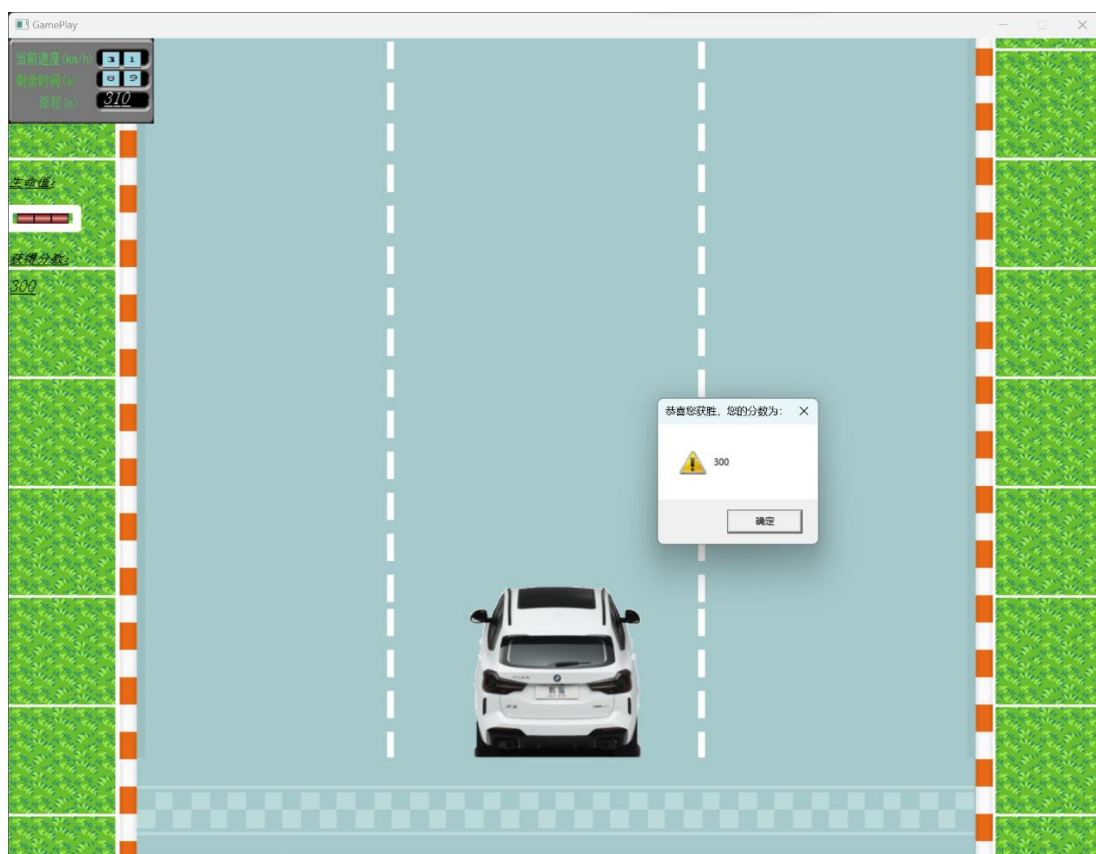 GamePlay
当前速度(km/h) 3 1
剩余时间(s) 8 9
路程(m) 310
生命值:
获得分数:
300
恭喜您获胜, 您的分数为:
300
确定